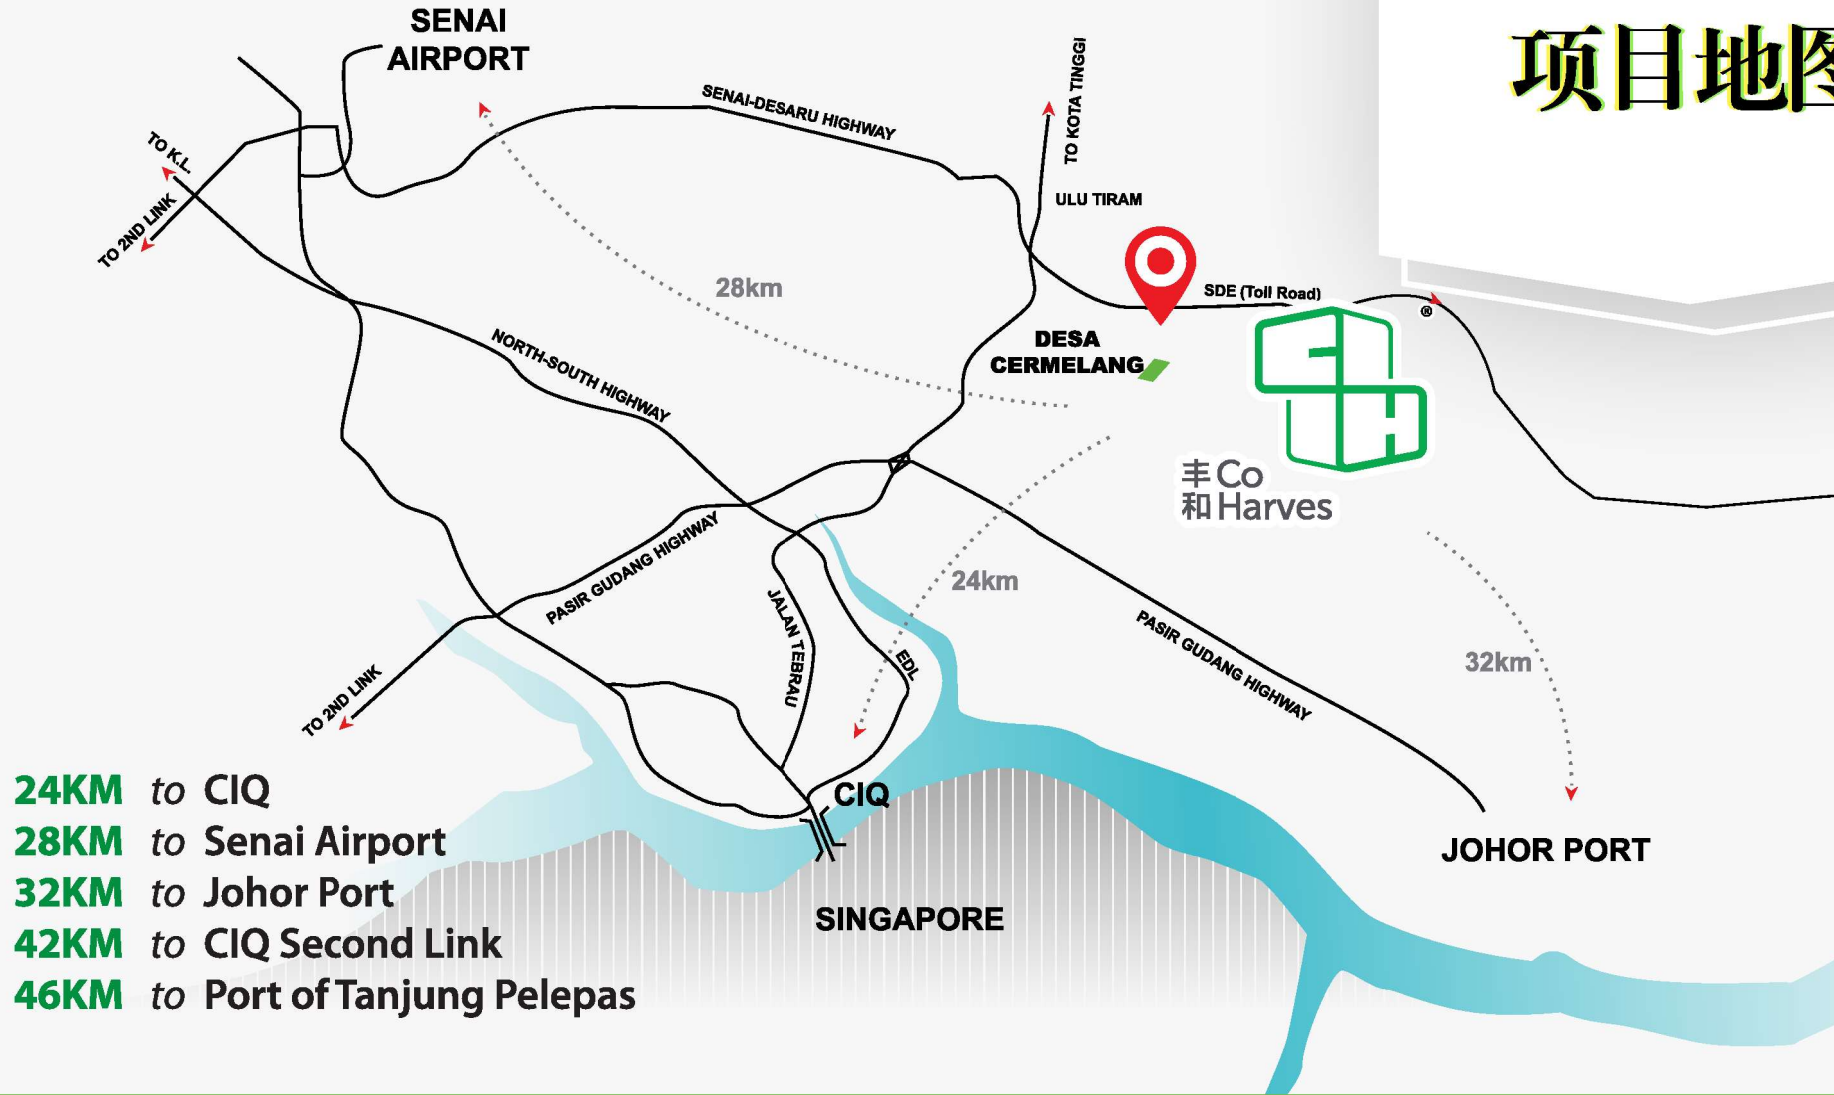 SENAI
AIRPORT
项目地图
SENAI-DESARU HIGHWAY
TO KOTA TINGGI
TO K.L.
TO 2ND LINK
ULU TIRAM
28km
SDE (Toll Road)
®
DESA
CERMELANG
NORTH-SOUTH HIGHWAY
丰 Co
和 Harves
PASIR GUDANG HIGHWAY
24km
JALAN TEBRAU
EDL
PASIR GUDANG HIGHWAY
32km
TO 2ND LINK
CIQ
JOHOR PORT
SINGAPORE
24KM to CIQ
28KM to Senai Airport
32KM to Johor Port
42KM to CIQ Second Link
46KM to Port of Tanjung Pelepas